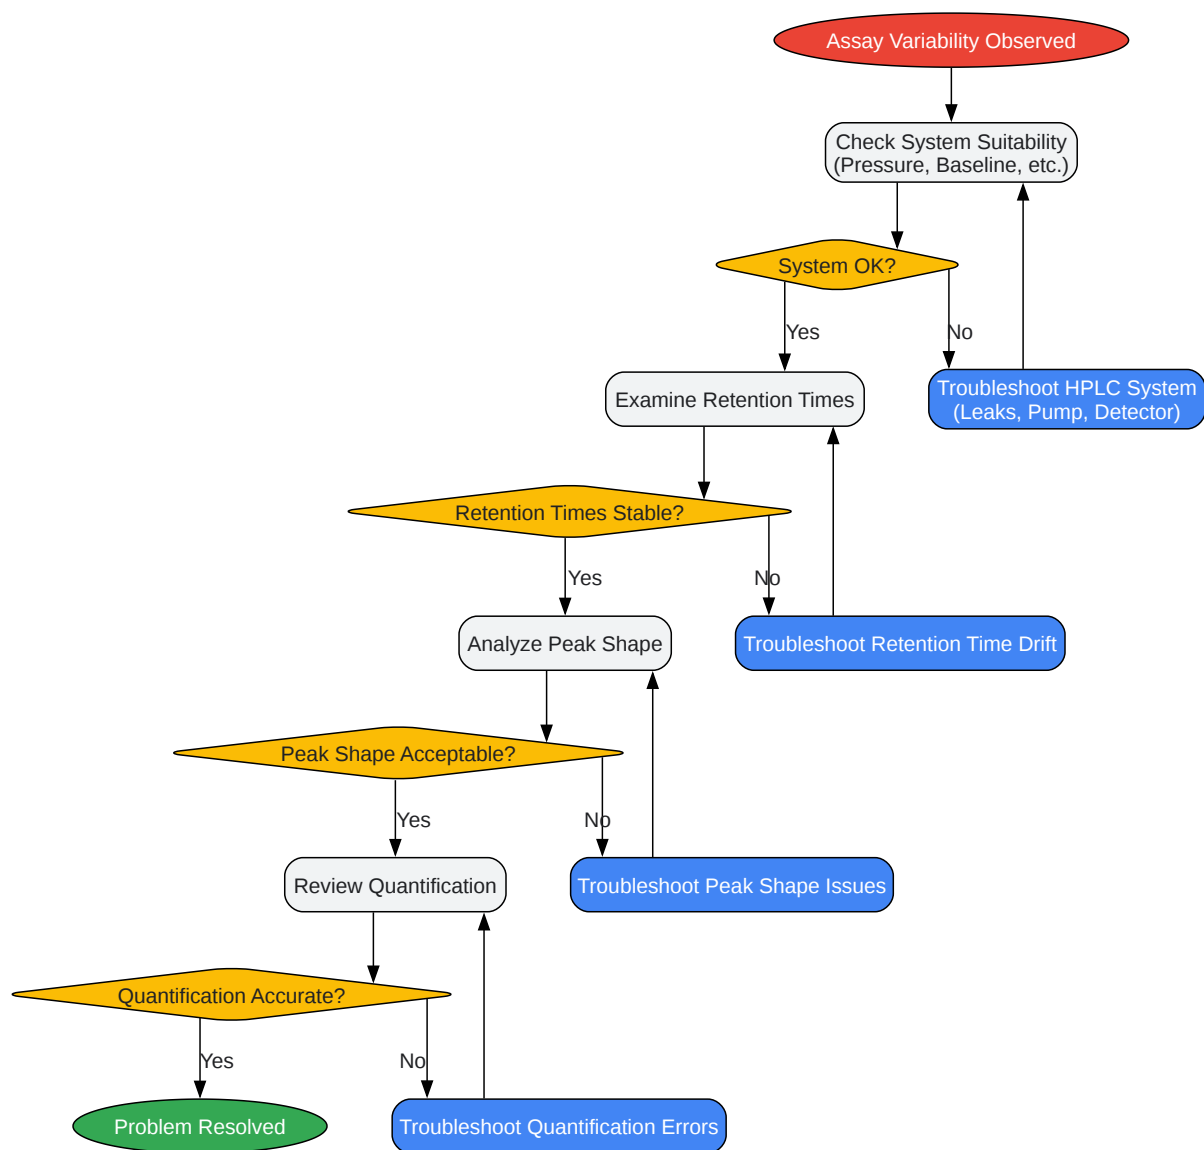 Assay Variability Observed
Check System Suitability
(Pressure, Baseline, etc.)
System OK?
Yes
No
Examine Retention Times
Troubleshoot HPLC System
(Leaks, Pump, Detector)
Retention Times Stable?
Yes
No
Analyze Peak Shape
Troubleshoot Retention Time Drift
Peak Shape Acceptable?
Yes
No
Review Quantification
Troubleshoot Peak Shape Issues
Quantification Accurate?
Yes
No
Problem Resolved
Troubleshoot Quantification Errors